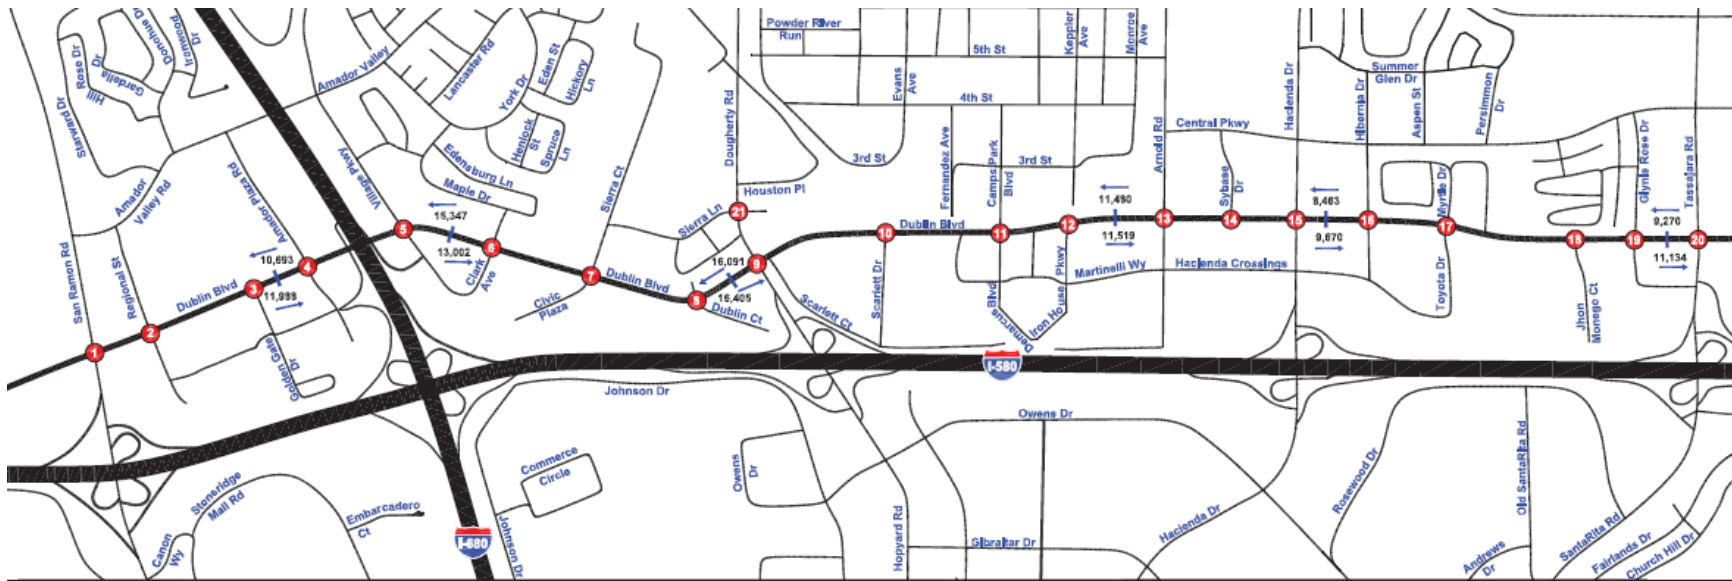 Powder River
Run
5th St
Keppler
Ave
Monroe
Ave
Evans
Ave
4th St
Donohue Dr
Ironwood
Dr
Rose Dr
Gardella
Dr
Hill
Starward Dr
Amador Valley
Lancaster Rd
York Dr
Eden St
Hickory
Ln
Hemlock
St
Spruce
Ln
Edensburg Ln
Maple Dr
Village Pkwy
Amador Plaza Rd
Amador
Valley Rd
Sierra Ct
Dougherty Rd
Houston Pl
Sierra Ln
3rd St
Fernandez Ave
Camps Park
Blvd
3rd St
Arnold Rd
Central Pkwy
Hacienda Dr
Hibernia Dr
Summer
Glen Dr
Aspen St
Persimmon
Dr
Sybase
Dr
Myrtle Dr
Glynis Rose Dr
Tassajara Rd
San Ramon Rd
Regional St
Dublin Blvd
Amador Plaza Rd
10,693
11,998
15,347
13,002
16,091
16,405
11,480
11,519
8,463
9,670
9,270
11,134
1
2
3
4
5
6
7
8
9
10
11
12
13
14
15
16
17
18
19
20
21
Golden Gate
Dr
Clark
Ave
Civic
Plaza
Dublin Blvd
Dublin Ct
Scarlett Ct
Scarlett Dr
Dublin Blvd
Demarcus Blvd
Iron House Pkwy
Martinelli Wy
Hacienda Crossings
Toyota Dr
Jhon
Monego Ct
I-580
Johnson Dr
Owens Dr
Commerce
Circle
Owens
Dr
Stoneridge
Mall Rd
Embarcadero
Ct
Canon
Wy
I-680
Johnson Dr
Hopyard Rd
Gibraltar Dr
Hacienda Dr
Rosewood Dr
Old SantaRita Rd
Andrews
Dr
SantaRita Rd
Fairlands Dr
Church Hill Dr